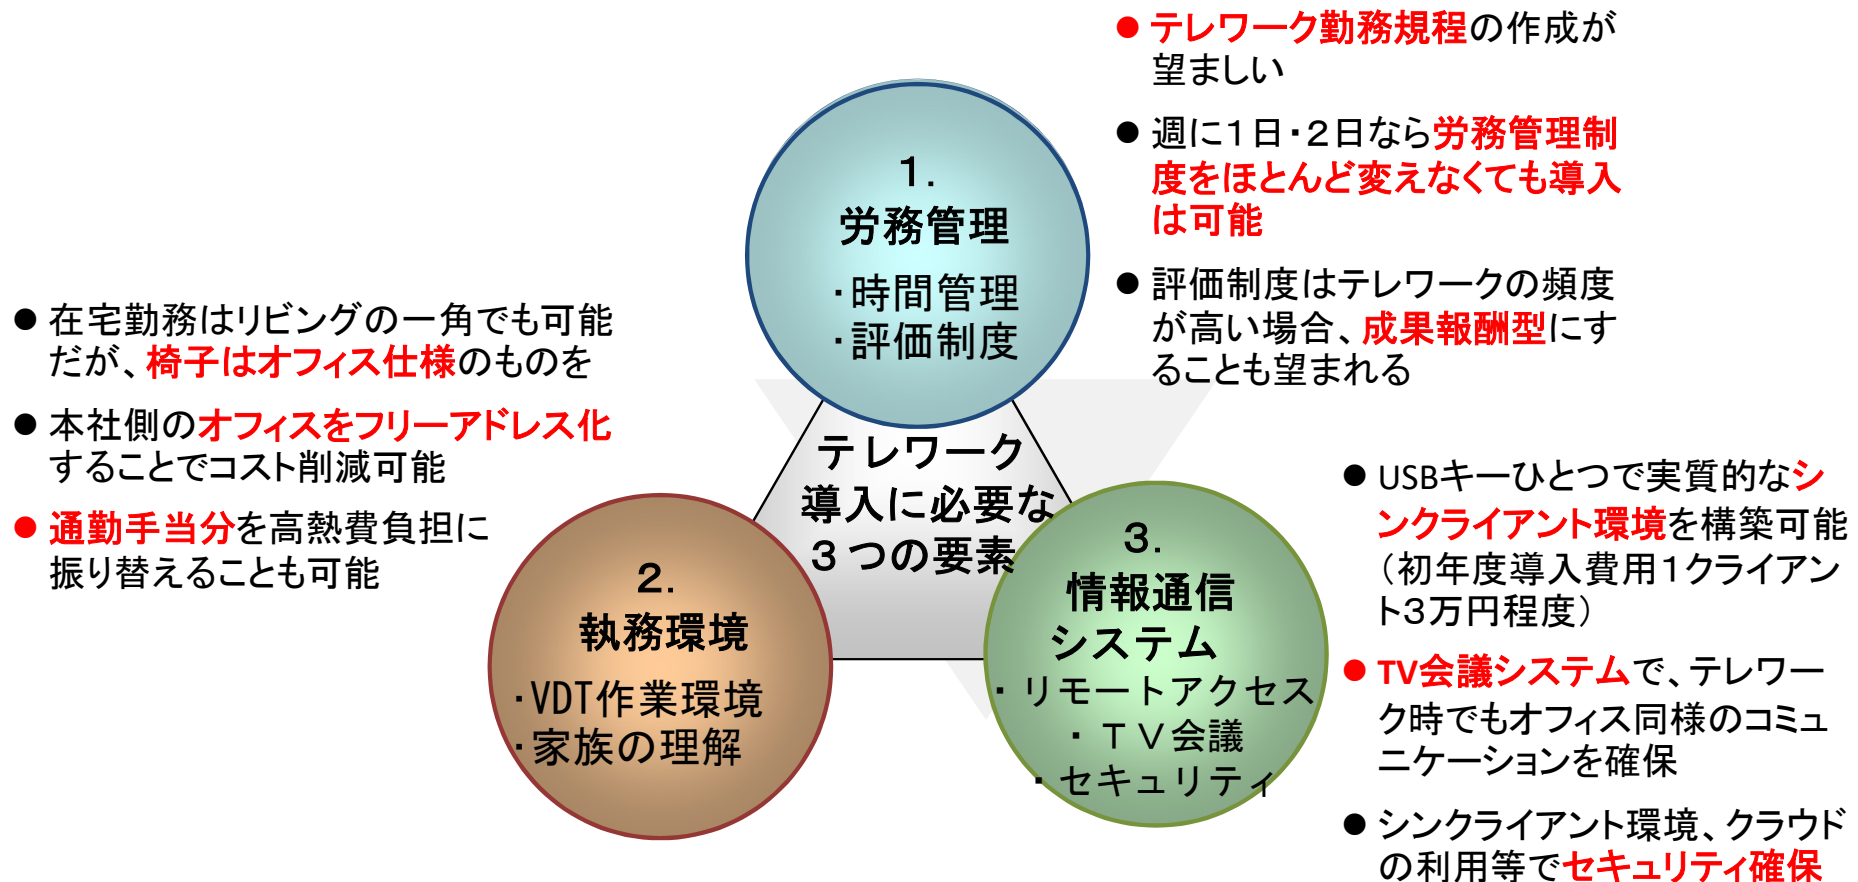 ● テレワーク勤務規程の作成が
望ましい
● 週に１日・２日なら労務管理制
度をほとんど変えなくても導入
は可能
● 評価制度はテレワークの頻度
が高い場合、成果報酬型にす
ることも望まれる
１.
労務管理
・時間管理
・評価制度
● 在宅勤務はリビングの一角でも可能
だが、椅子はオフィス仕様のものを
● 本社側のオフィスをフリーアドレス化
することでコスト削減可能
● 通勤手当分を高熱費負担に
振り替えることも可能
テレワーク
導入に必要な
３つの要素
２.
執務環境
・VDT作業環境
・家族の理解
３.
情報通信
システム
・リモートアクセス
・ＴＶ会議
・セキュリティ
● USBキーひとつで実質的なシ
ンクライアント環境を構築可能
（初年度導入費用１クライアン
ト３万円程度）
● TV会議システムで、テレワー
ク時でもオフィス同様のコミュ
ニケーションを確保
● シンクライアント環境、クラウド
の利用等でセキュリティ確保